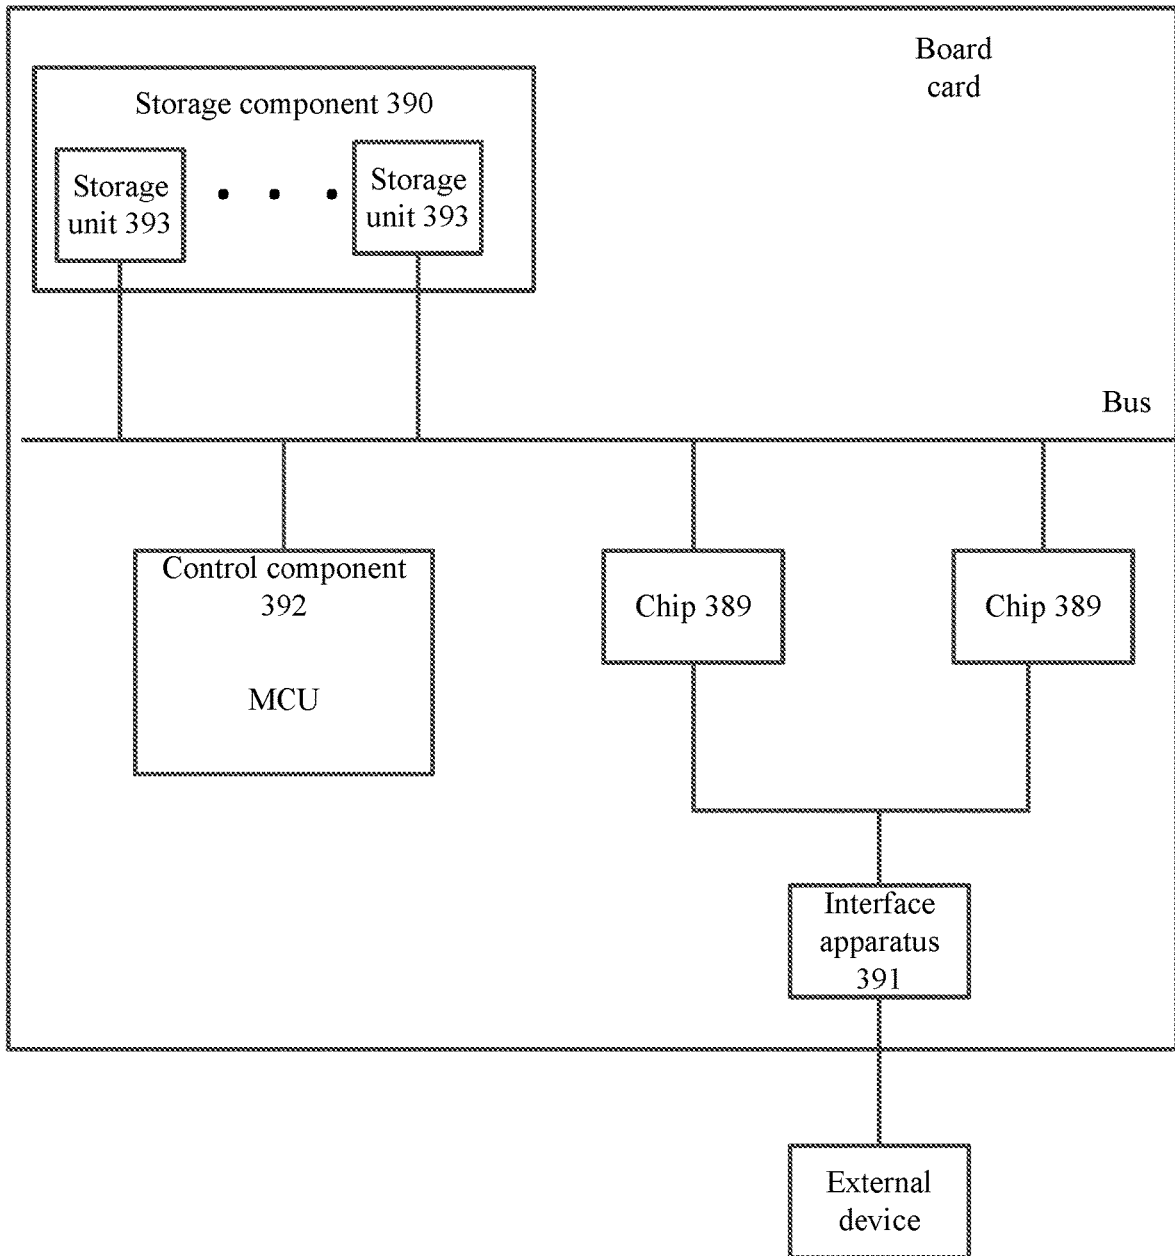 Board
card
Storage component 390
Storage
unit 393
Storage
unit 393
Bus
Control component
392
MCU
Chip 389
Chip 389
Interface
apparatus
391
External
device